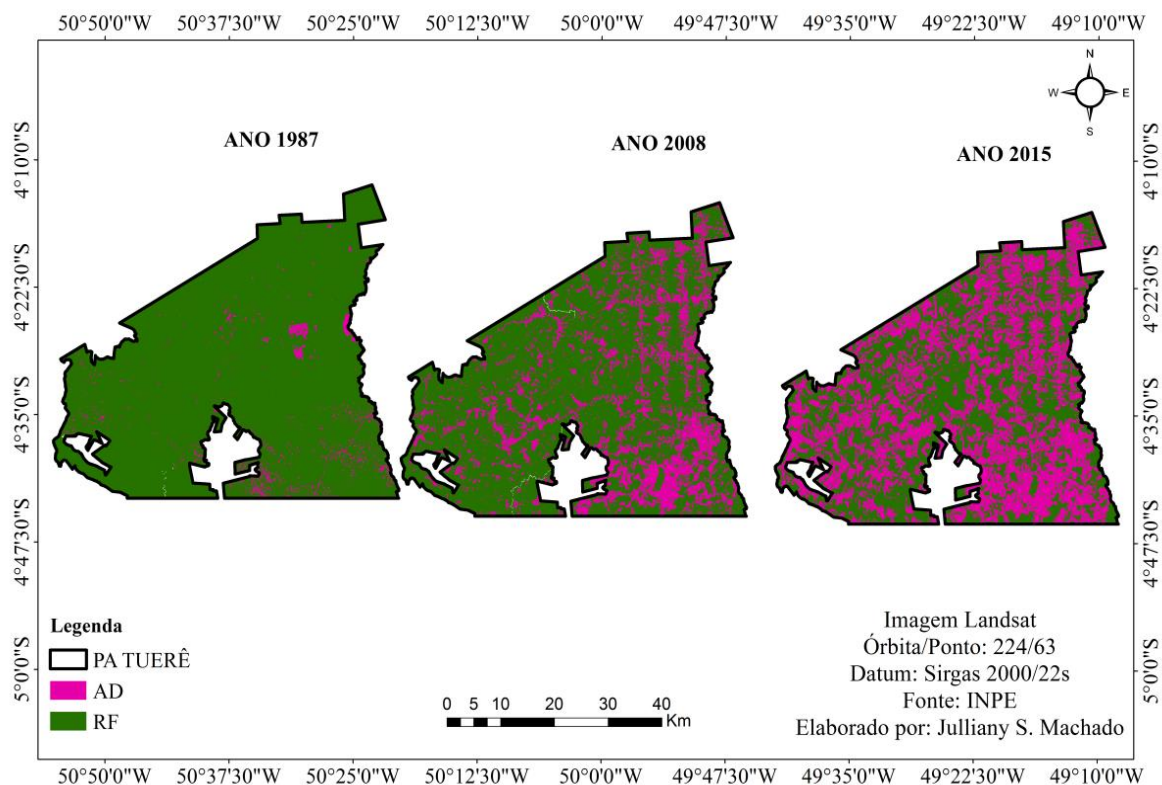 50°50'0"W 50°37'30"W 50°25'0"W 50°12'30"W 50°0'0"W 49°47'30"W 49°35'0"W 49°22'30"W 49°10'0"W
N
W E
S
ANO 1987
ANO 2008
ANO 2015
4°10'0"S 4°10'0"S
4°22'30"S 4°22'30"S
4°35'0"S 4°35'0"S
4°47'30"S 4°47'30"S
5°0'0"S 5°0'0"S
Legenda
PA TUERÊ
AD
RF
0 5 10 20 30 40
Km
Imagem Landsat
Órbita/Ponto: 224/63
Datum: Sirgas 2000/22s
Fonte: INPE
Elaborado por: Julliany S. Machado
50°50'0"W 50°37'30"W 50°25'0"W 50°12'30"W 50°0'0"W 49°47'30"W 49°35'0"W 49°22'30"W 49°10'0"W